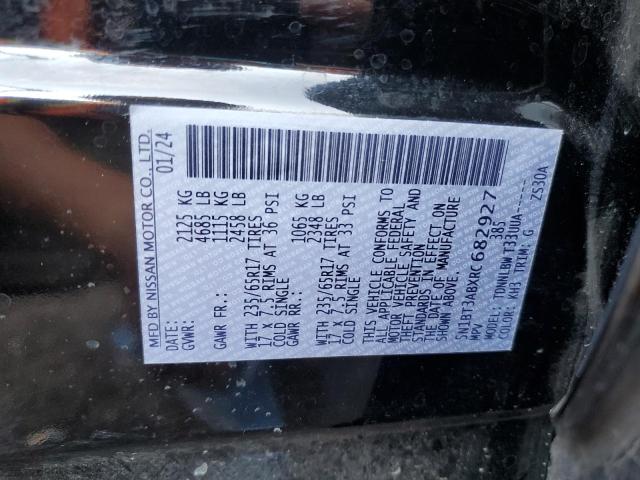 MFD BY NISSAN MOTOR CO., LTD.
01/24
GVWR: 2125 KG
4685 LB
GAWR FR.: 1115 KG
2458 LB
WITH 235/65R17 TIRES
17 X 7.5 RIMS AT 36 PSI
COLD SINGLE
GAWR RR.: 1065 KG
2348 LB
WITH 235/65R17 TIRES
17 X 7.5 RIMS AT 33 PSI
COLD SINGLE
THIS VEHICLE CONFORMS TO
ALL APPLICABLE FEDERAL
MOTOR VEHICLE SAFETY AND
THEFT PREVENTION
STANDARDS IN EFFECT ON
THE DATE OF MANUFACTURE
SHOWN ABOVE.
5N1BT3ABXRC682927
MPV 385
MODEL: TDNNLBW T33UUA------
COLOR: KH3 TRIM: G ZS30A